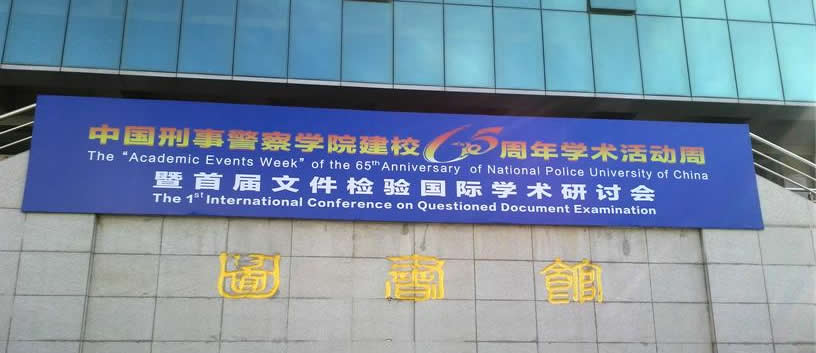 中国刑事警察学院建校65周年学术活动周
The "Academic Events Week" of the 65th Anniversary of National Police University of China
暨首届文件检验国际学术研讨会
The 1st International Conference on Questioned Document Examination
圖書館